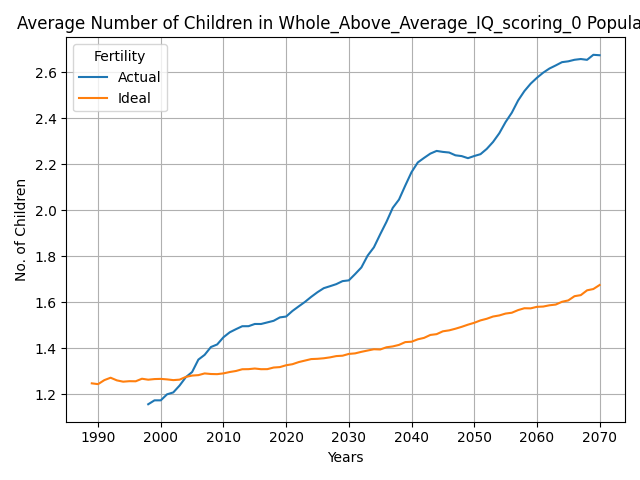 Average Number of Children in Whole_Above_Average_IQ_scoring_0 Popula
Fertility
Actual
Ideal
No. of Children
2.6
2.4
2.2
2.0
1.8
1.6
1.4
1.2
1990 2000 2010 2020 2030 2040 2050 2060 2070
Years